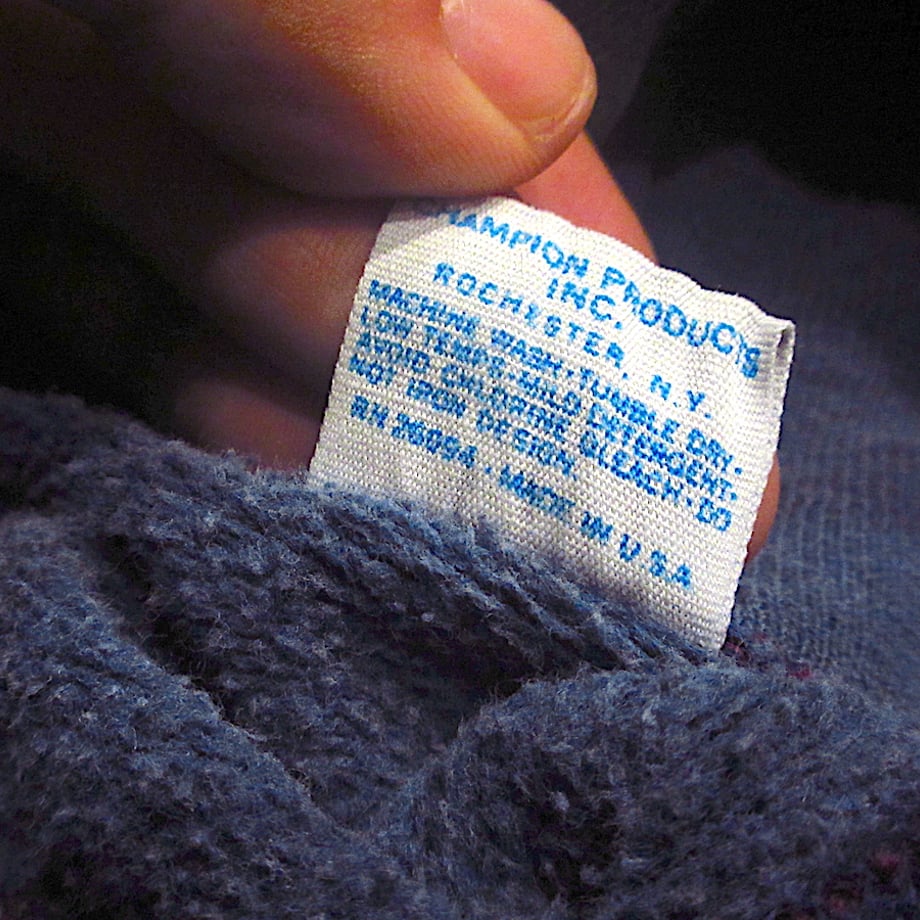 CHAMPION PRODUCTS
INC.
ROCHESTER, N.Y.
MACHINE WASH TUMBLE DRY.
LOW TEMP. MILD DETERGENT.
AVOID CHLORINE BLEACH. DO
NOT IRON DESIGN
RN 26094 - MADE IN U S A